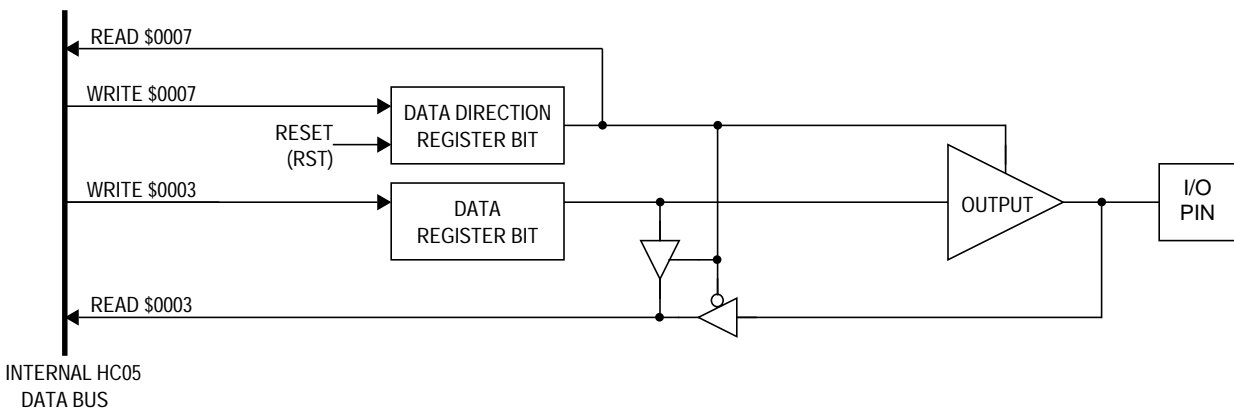 READ $0007
WRITE $0007
DATA DIRECTION
REGISTER BIT
RESET
(RST)
WRITE $0003
DATA
REGISTER BIT
OUTPUT
I/O
PIN
READ $0003
INTERNAL HC05
DATA BUS